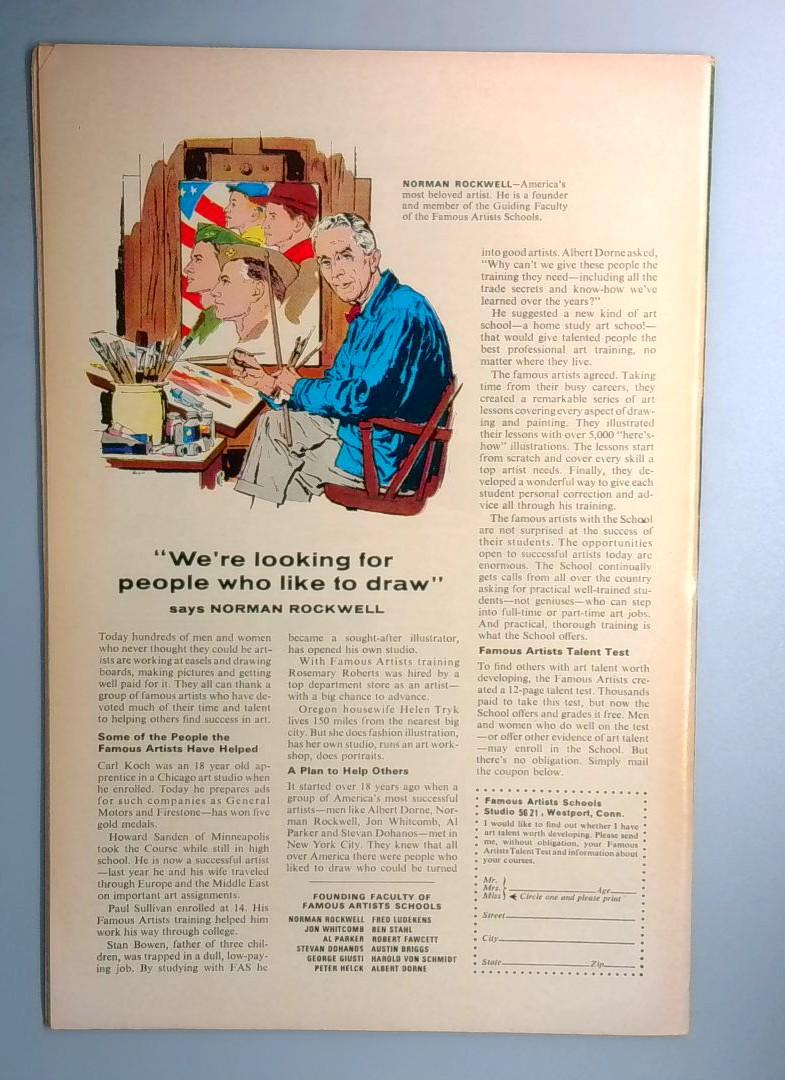 NORMAN ROCKWELL—America's
most beloved artist. He is a founder
and member of the Guiding Faculty
of the Famous Artists Schools.
"We're looking for
people who like to draw"
says NORMAN ROCKWELL
Today hundreds of men and women
who never thought they could be art-
ists are working at easels and drawing
boards, making pictures and getting
well paid for it. They all can thank a
group of famous artists who have de-
voted much of their time and talent
to helping others find success in art.
Some of the People the
Famous Artists Have Helped
Carl Koch was an 18 year old ap-
prentice in a Chicago art studio when
he enrolled. Today he prepares ads
for such companies as General
Motors and Firestone—has won five
gold medals.
Howard Sanden of Minneapolis
took the Course while still in high
school. He is now a successful artist
—last year he and his wife traveled
through Europe and the Middle East
on important art assignments.
Paul Sullivan enrolled at 14. His
Famous Artists training helped him
work his way through college.
Stan Bowen, father of three chil-
dren, was trapped in a dull, low-pay-
ing job. By studying with FAS he
became a sought-after illustrator,
has opened his own studio.
With Famous Artists training
Rosemary Roberts was hired by a
top department store as an artist—
with a big chance to advance.
Oregon housewife Helen Tryk
lives 150 miles from the nearest big
city. But she does fashion illustration,
has her own studio, runs an art work-
shop, does portraits.
A Plan to Help Others
It started over 18 years ago when a
group of America's most successful
artists—men like Albert Dorne, Nor-
man Rockwell, Jon Whitcomb, Al
Parker and Stevan Dohanos—met in
New York City. They knew that all
over America there were people who
liked to draw who could be turned
FOUNDING FACULTY OF
FAMOUS ARTISTS SCHOOLS
NORMAN ROCKWELL FRED LUDEKENS
JON WHITCOMB BEN STAHL
AL PARKER ROBERT FAWCETT
STEVAN DOHANOS AUSTIN BRIGGS
GEORGE GIUSTI HAROLD VON SCHMIDT
PETER HELCK ALBERT DORNE
into good artists. Albert Dorne asked,
"Why can't we give these people the
training they need—including all the
trade secrets and know-how we've
learned over the years?"
He suggested a new kind of art
school—a home study art school—
that would give talented people the
best professional art training, no
matter where they live.
The famous artists agreed. Taking
time from their busy careers, they
created a remarkable series of art
lessons covering every aspect of draw-
ing and painting. They illustrated
their lessons with over 5,000 "here's-
how" illustrations. The lessons start
from scratch and cover every skill a
top artist needs. Finally, they de-
veloped a wonderful way to give each
student personal correction and ad-
vice all through his training.
The famous artists with the School
are not surprised at the success of
their students. The opportunities
open to successful artists today are
enormous. The School continually
gets calls from all over the country
asking for practical well-trained stu-
dents—not geniuses—who can step
into full-time or part-time art jobs.
And practical, thorough training is
what the School offers.
Famous Artists Talent Test
To find others with art talent worth
developing, the Famous Artists cre-
ated a 12-page talent test. Thousands
paid to take this test, but now the
School offers and grades it free. Men
and women who do well on the test
—or offer other evidence of art talent
—may enroll in the School. But
there's no obligation. Simply mail
the coupon below.
Famous Artists Schools
Studio 5621, Westport, Conn.
I would like to find out whether I have
art talent worth developing. Please send
me, without obligation, your Famous
Artists Talent Test and information about
your courses.
Mr.
Mrs. Age
Miss Circle one and please print
Street
City
State Zip